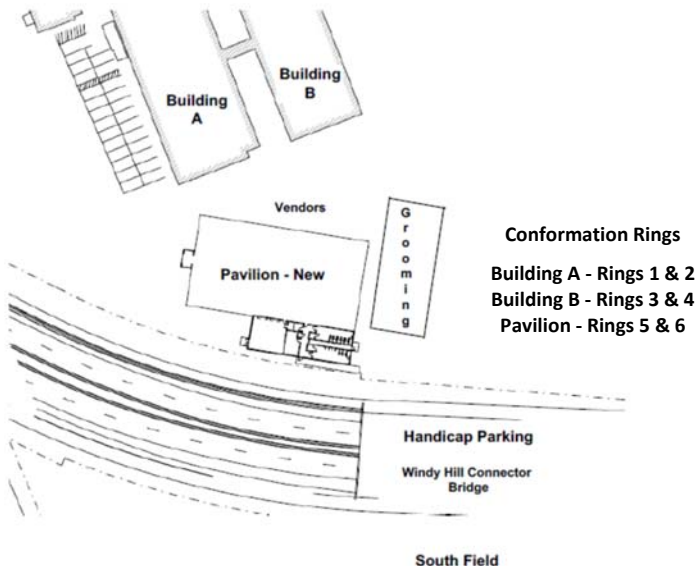 Building
A
Building
B
Vendors
Grooming
Pavilion - New
Conformation Rings
Building A - Rings 1 & 2
Building B - Rings 3 & 4
Pavilion - Rings 5 & 6
Handicap Parking
Windy Hill Connector
Bridge
South Field